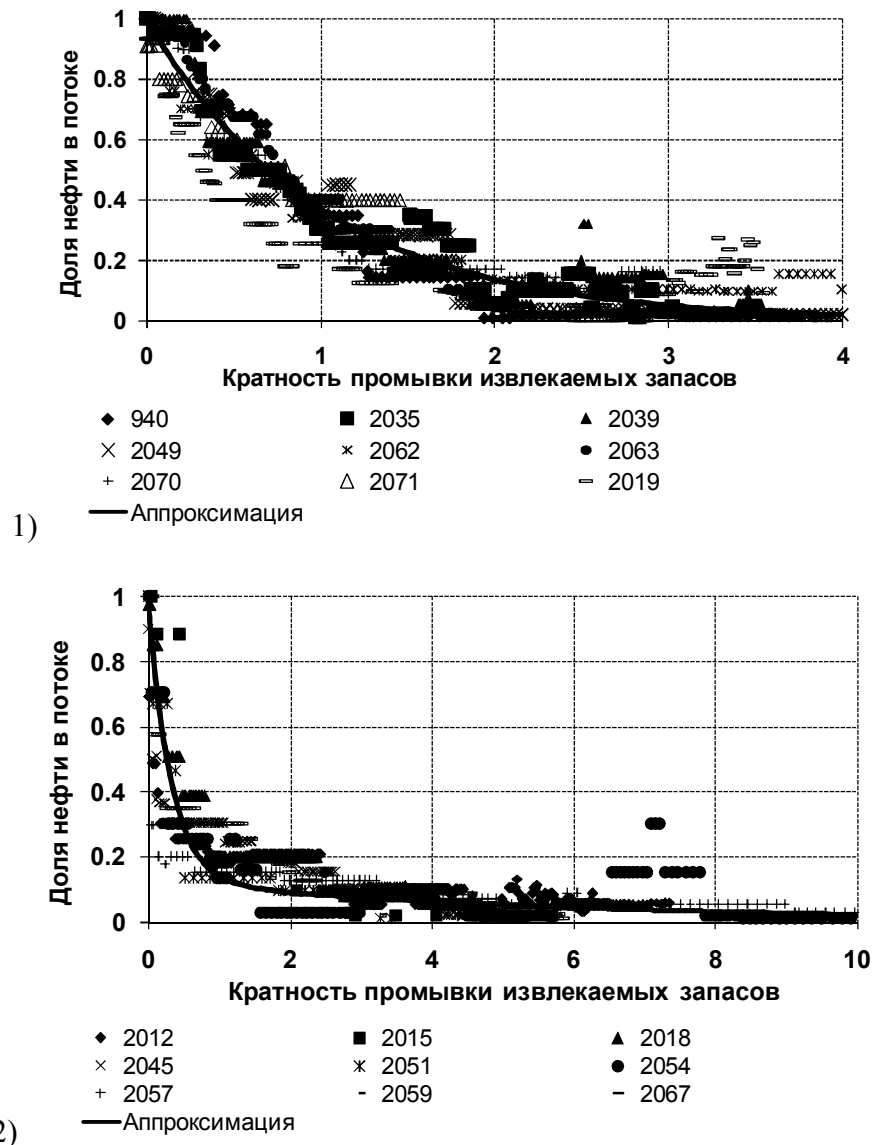 1
0.8
0.6
0.4
0.2
0
Доля нефти в потоке
0 1 2 3 4
Кратность промывки извлекаемых запасов
940 2035 2039
2049 2062 2063
2070 2071 2019
Аппроксимация
1)
1
0.8
0.6
0.4
0.2
0
Доля нефти в потоке
0 2 4 6 8 10
Кратность промывки извлекаемых запасов
2012 2015 2018
2045 2051 2054
2057 2059 2067
Аппроксимация
2)